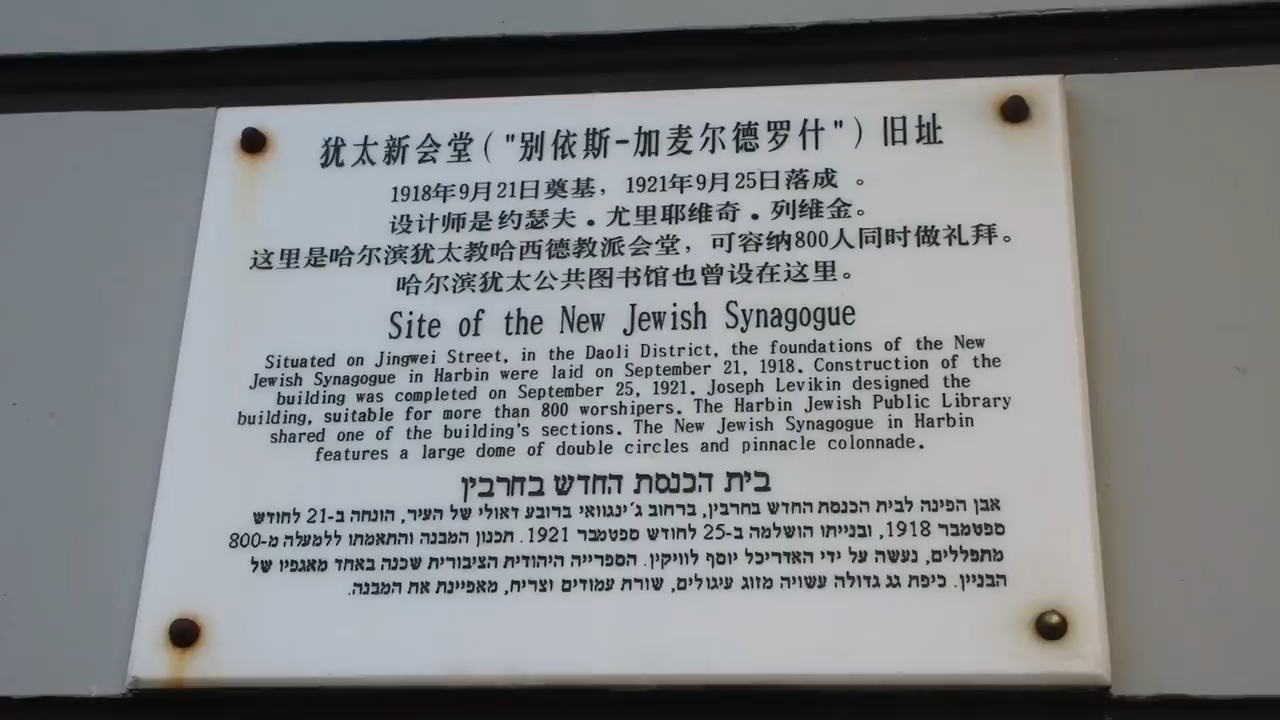 犹太新会堂("别依斯-加麦尔德罗什")旧址
1918年9月21日奠基，1921年9月25日落成 。
设计师是约瑟夫.尤里耶维奇.列维金。
这里是哈尔滨犹太教哈西德教派会堂，可容纳800人同时做礼拜。
哈尔滨犹太公共图书馆也曾设在这里。
Site of the New Jewish Synagogue
Situated on Jingwei Street, in the Daoli District, the foundations of the New
Jewish Synagogue in Harbin were laid on September 21, 1918. Construction of the
building was completed on September 25, 1921. Joseph Levikin designed the
building, suitable for more than 800 worshipers. The Harbin Jewish Public Library
shared one of the building's sections. The New Jewish Synagogue in Harbin
features a large dome of double circles and pinnacle colonnade.
בית הכנסת החדש בחרבין
אבן הפינה לבית הכנסת החדש בחרבין, ברחוב ג'ינגוואי ברובע דאולי של העיר, הונחה ב-21 לחודש
ספטמבר 1918, ובנייתו הושלמה ב-25 לחודש ספטמבר 1921. תכנון המבנה והתאמתו ללמעלה מ-800
מתפללים, נעשה על ידי האדריכל יוסף לוויקין. הספרייה היהודית הציבורית שכנה באחד מאגפיו של
הבניין. כיפת גג גדולה עשויה מזוג עיגולים, שורת עמודים וצריח, מאפיינת את המבנה.